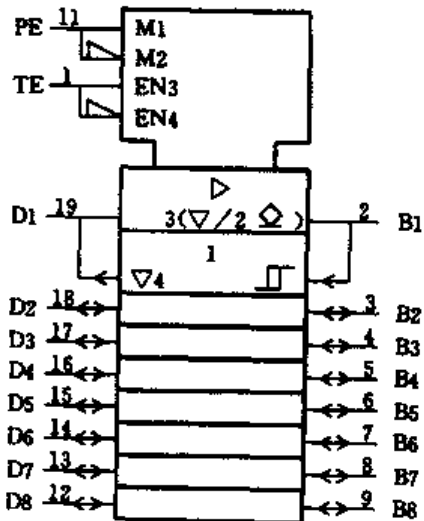 PE 11 M1
M2
TE 1 EN3
EN4
▷
D1 19 3(▽/2 ◇) 2 B1
1
▽4
D2 18 3 B2
D3 17 4 B3
D4 16 5 B4
D5 15 6 B5
D6 14 7 B6
D7 13 8 B7
D8 12 9 B8